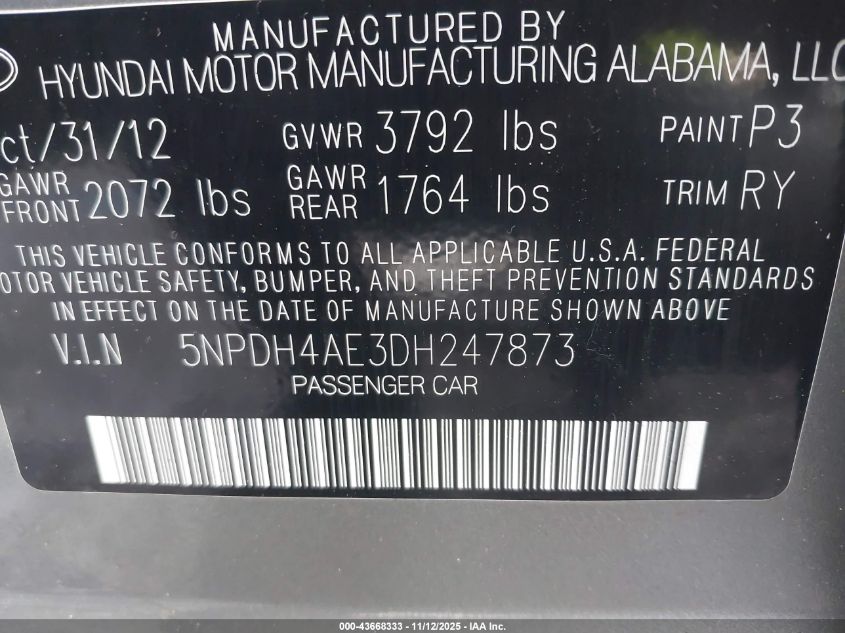 MANUFACTURED BY
HYUNDAI MOTOR MANUFACTURING ALABAMA, LLC
ct/31/12 GVWR 3792 lbs PAINT P3
GAWR FRONT 2072 lbs GAWR REAR 1764 lbs TRIM RY
THIS VEHICLE CONFORMS TO ALL APPLICABLE U.S.A. FEDERAL
OTOR VEHICLE SAFETY, BUMPER, AND THEFT PREVENTION STANDARDS
IN EFFECT ON THE DATE OF MANUFACTURE SHOWN ABOVE
V.I.N 5NPDH4AE3DH247873
PASSENGER CAR
000-43668333 - 11/12/2025 - IAA Inc.